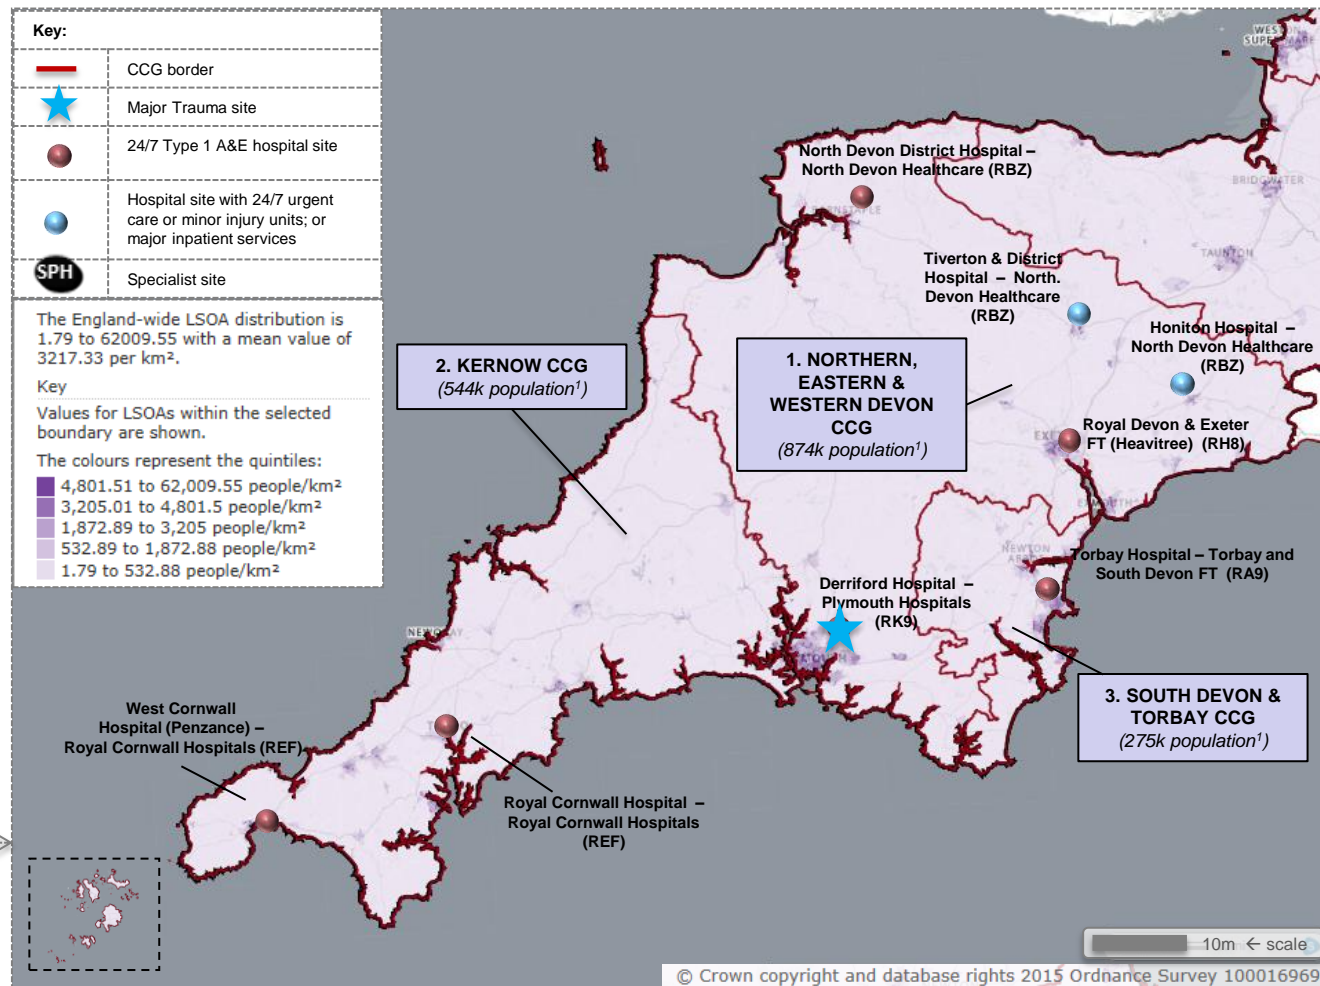 Key:
CCG border
Major Trauma site
24/7 Type 1 A&E hospital site
Hospital site with 24/7 urgent
care or minor injury units; or
major inpatient services
SPH
Specialist site
The England-wide LSOA distribution is
1.79 to 62009.55 with a mean value of
3217.33 per km².
Key
Values for LSOAs within the selected
boundary are shown.
The colours represent the quintiles:
4,801.51 to 62,009.55 people/km²
3,205.01 to 4,801.5 people/km²
1,872.89 to 3,205 people/km²
532.89 to 1,872.88 people/km²
1.79 to 532.88 people/km²
North Devon District Hospital –
North Devon Healthcare (RBZ)
BRIDGWATER
TAUNTON
Tiverton & District
Hospital – North.
Devon Healthcare
(RBZ)
Honiton Hospital –
North Devon Healthcare
(RBZ)
2. KERNOW CCG
(544k population¹)
1. NORTHERN,
EASTERN &
WESTERN DEVON
CCG
(874k population¹)
Royal Devon & Exeter
FT (Heavitree) (RH8)
Torbay Hospital – Torbay and
South Devon FT (RA9)
Derriford Hospital –
Plymouth Hospitals
(RK9)
NEWQUAY
3. SOUTH DEVON &
TORBAY CCG
(275k population¹)
West Cornwall
Hospital (Penzance) –
Royal Cornwall Hospitals (REF)
Royal Cornwall Hospital –
Royal Cornwall Hospitals
(REF)
10m ← scale
© Crown copyright and database rights 2015 Ordnance Survey 100016969